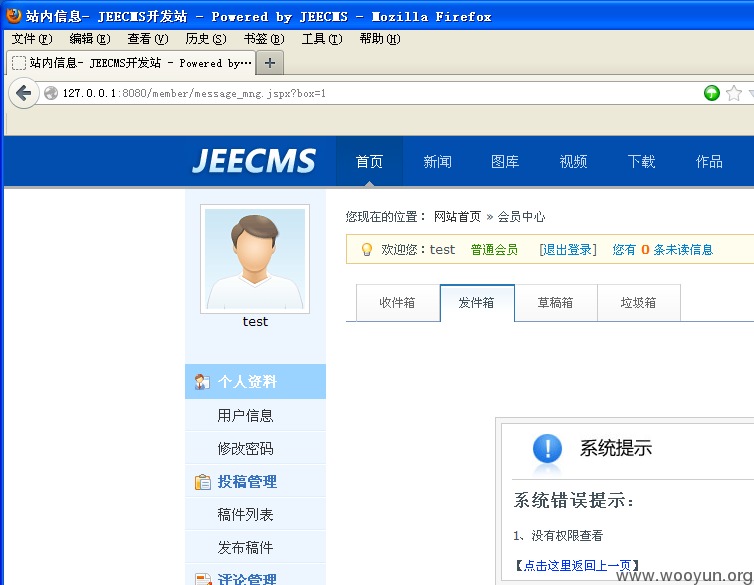 站内信息- JEECMS开发站 - Powered by JEECMS - Mozilla Firefox
文件(F) 编辑(E) 查看(V) 历史(S) 书签(B) 工具(T) 帮助(H)
站内信息- JEECMS开发站 - Powered by...
127.0.0.1:8080/member/message_mng.jspx?box=1
JEECMS 首页 新闻 图库 视频 下载 作品
您现在的位置： 网站首页 » 会员中心
欢迎您：test 普通会员 [退出登录] 您有 0 条未读信息
收件箱 发件箱 草稿箱 垃圾箱
test
个人资料
用户信息
修改密码
投稿管理
稿件列表
发布稿件
评论管理
系统提示
系统错误提示：
1、没有权限查看
【点击这里返回上一页】
www.wooyun.org